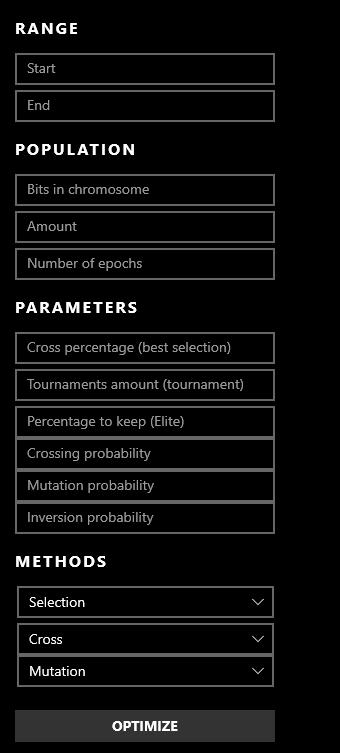 RANGE
Start
End
POPULATION
Bits in chromosome
Amount
Number of epochs
PARAMETERS
Cross percentage (best selection)
Tournaments amount (tournament)
Percentage to keep (Elite)
Crossing probability
Mutation probability
Inversion probability
METHODS
Selection
Cross
Mutation
OPTIMIZE